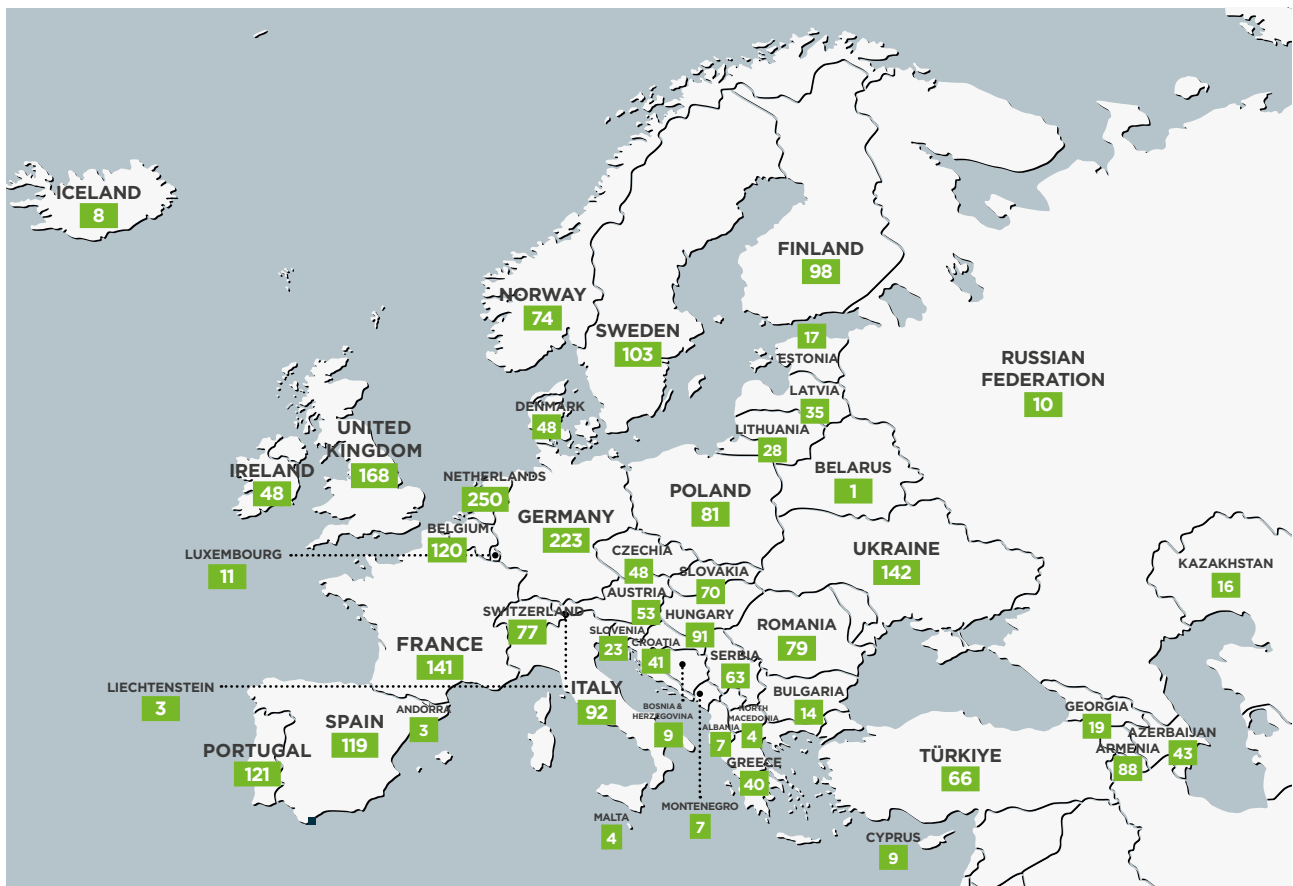 ICELAND
8
FINLAND
98
NORWAY
74
SWEDEN
103
17
ESTONIA
RUSSIAN
FEDERATION
10
LATVIA
35
DENMARK
48
LITHUANIA
28
UNITED
KINGDOM
168
IRELAND
48
NETHERLANDS
250
BELARUS
1
POLAND
81
GERMANY
223
BELGIUM
120
LUXEMBOURG
11
CZECHIA
48
UKRAINE
142
SLOVAKIA
70
KAZAKHSTAN
16
AUSTRIA
53
SWITZERLAND
77
HUNGARY
91
ROMANIA
79
SLOVENIA
23
CROATIA
41
FRANCE
141
SERBIA
63
LIECHTENSTEIN
3
ITALY
92
BULGARIA
14
ANDORRA
3
BOSNIA &
HERZEGOVINA
9
NORTH
MACEDONIA
4
ALBANIA
7
GEORGIA
19
SPAIN
119
PORTUGAL
121
AZERBAIJAN
43
ARMENIA
88
TÜRKIYE
66
GREECE
40
MONTENEGRO
7
MALTA
4
CYPRUS
9